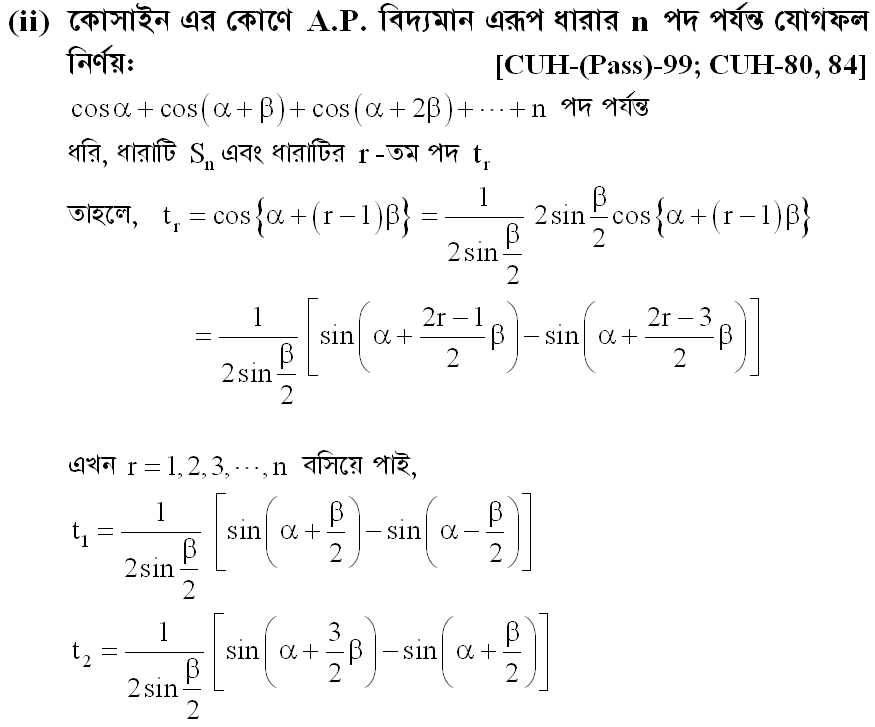 (ii) কোসাইন এর কোণে A.P. বিদ্যমান এরূপ ধারার n পদ পর্যন্ত যোগফল
নির্ণয়ঃ [CUH-(Pass)-99; CUH-80, 84]
cosα + cos(α + β) + cos(α + 2β) + ⋯ + n পদ পর্যন্ত
ধরি, ধারাটি Sₙ এবং ধারাটির r -তম পদ tᵣ
তাহলে, tᵣ = cos{α + (r − 1)β} = 1/(2 sin β/2) 2 sin β/2 cos{α + (r − 1)β}
= 1/(2 sin β/2) [sin(α + (2r − 1)/2 β) − sin(α + (2r − 3)/2 β)]
এখন r = 1, 2, 3, ⋯, n বসিয়ে পাই,
t₁ = 1/(2 sin β/2) [sin(α + β/2) − sin(α − β/2)]
t₂ = 1/(2 sin β/2) [sin(α + 3/2 β) − sin(α + β/2)]